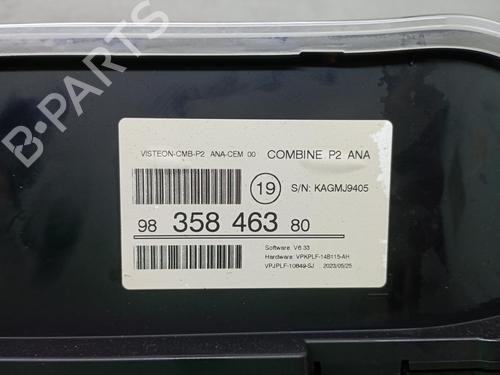 VISTEON-CMB-P2 ANA-CEM 00
COMBINE P2 ANA
19
S/N: KAGMJ9405
98 358 463 80
Software: V6.33
Hardware: VPKPLF-14B115-AH
VPJPLF-10849-SJ 2023/05/25
B-PARTS